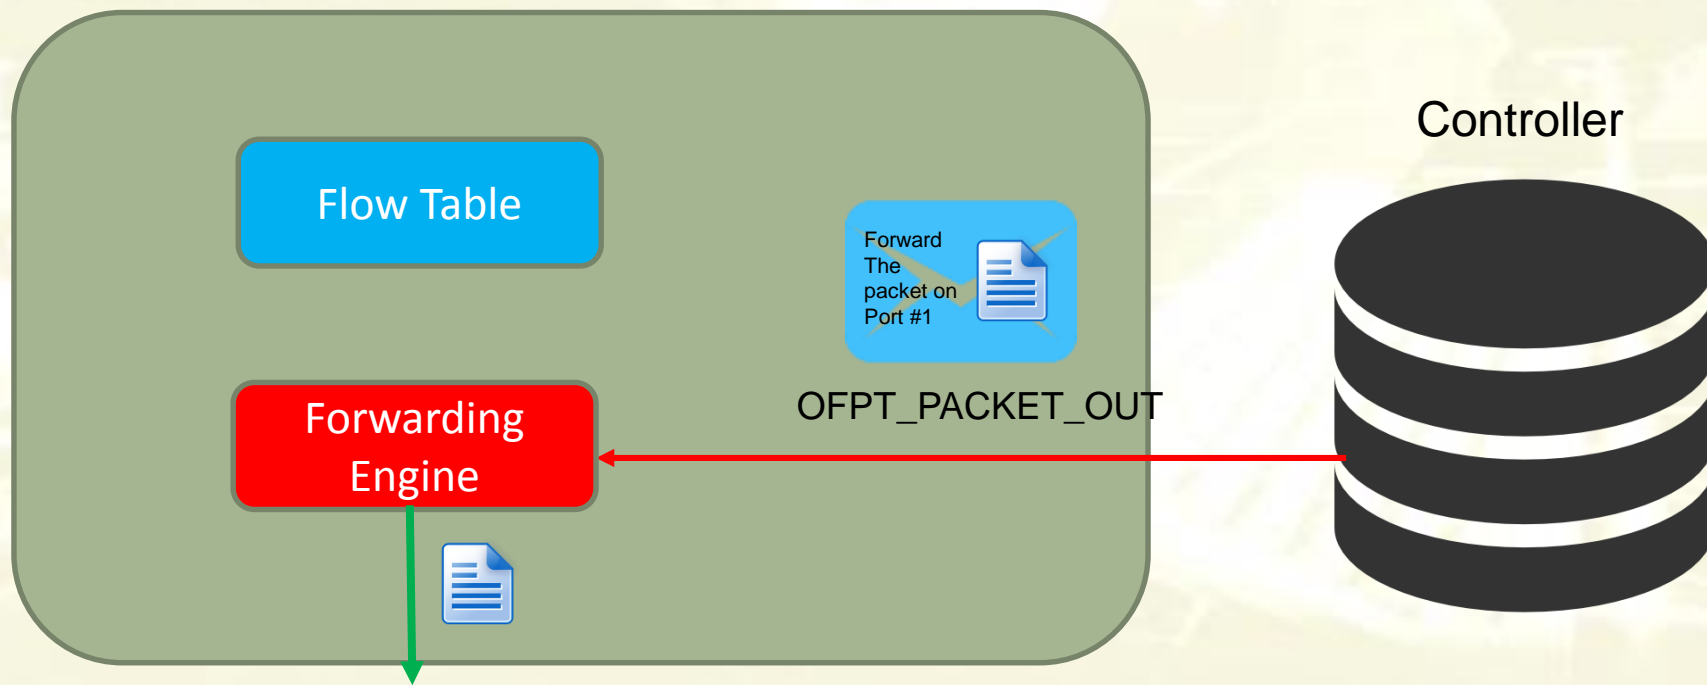 Controller
Flow Table
Forward
The
packet on
Port #1
OFPT_PACKET_OUT
Forwarding
Engine